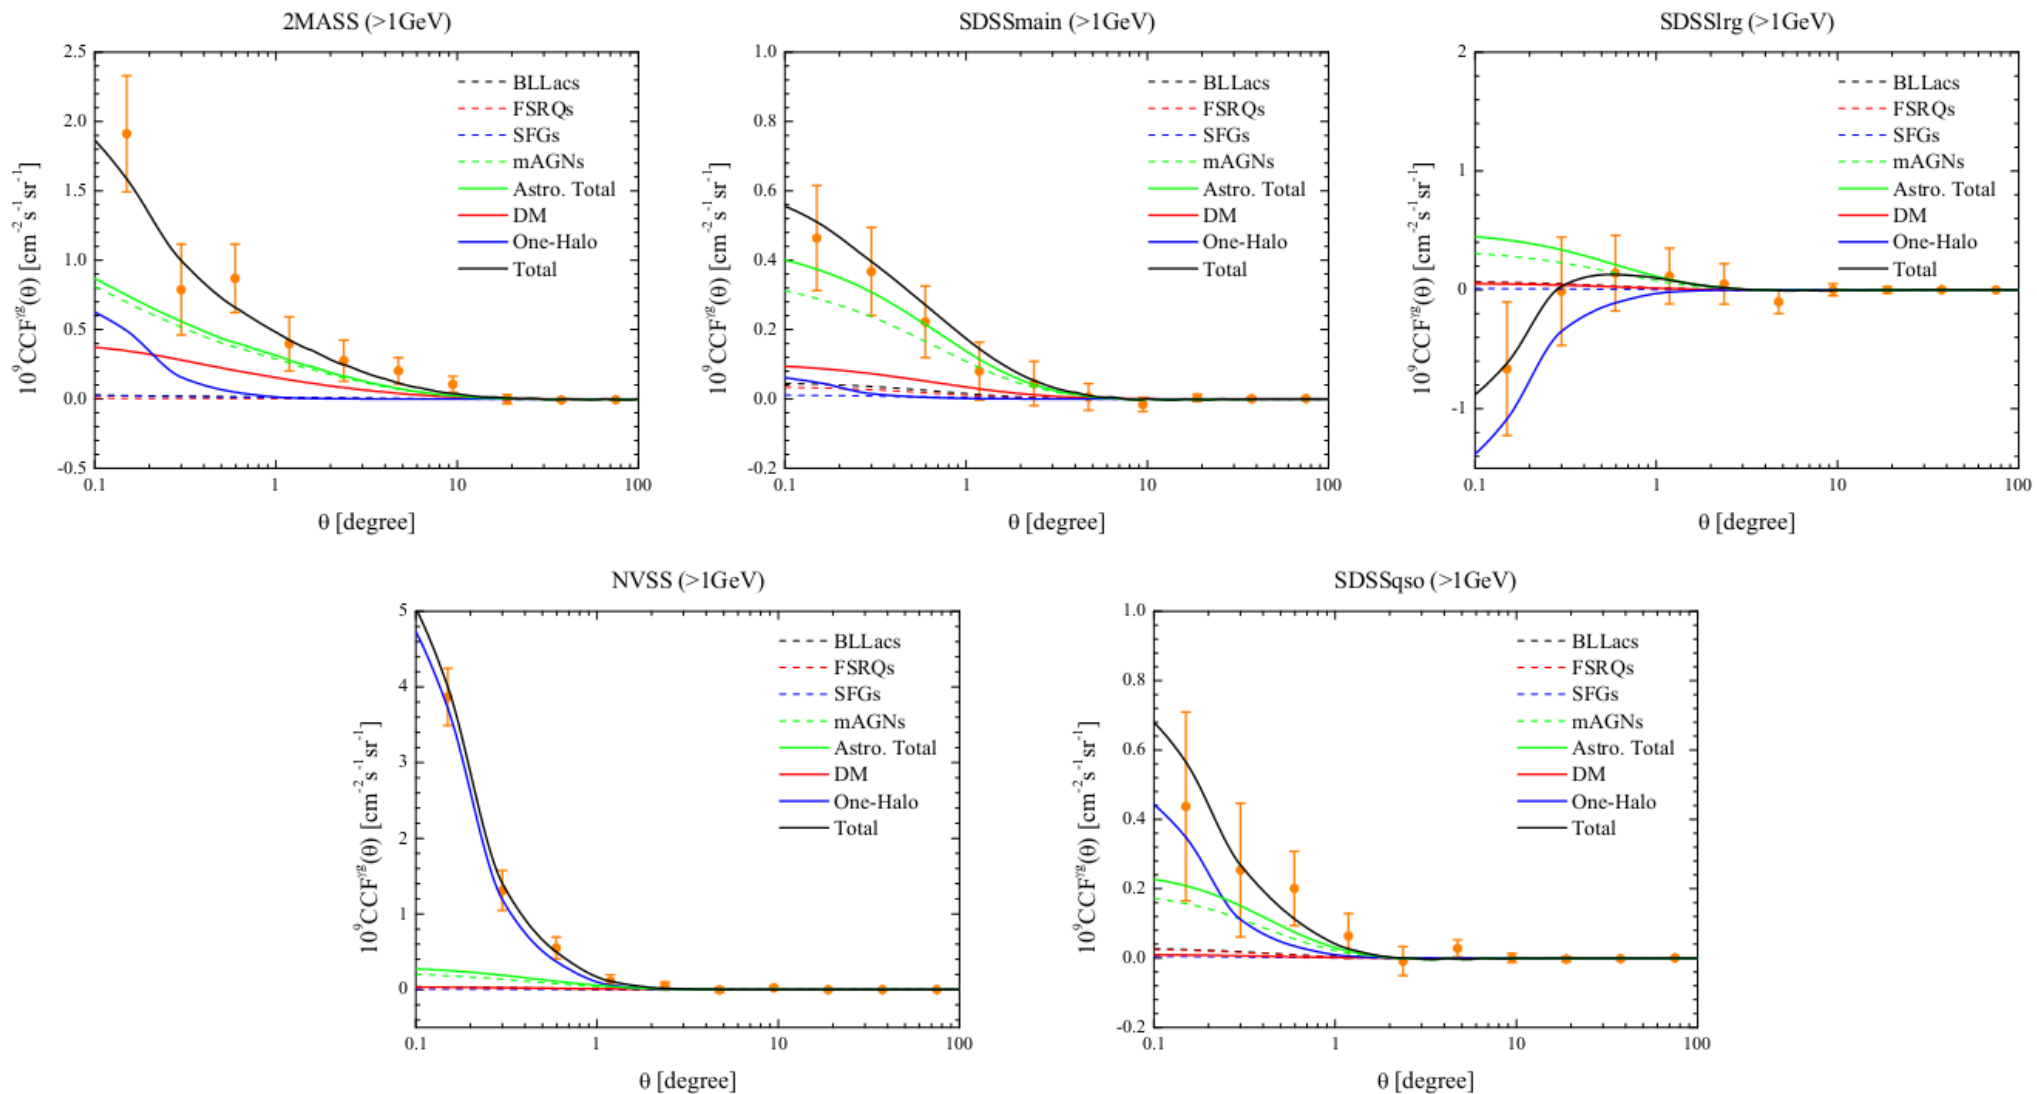 2MASS (>1GeV)
10⁹CCF^γg(θ) [cm⁻² s⁻¹ sr⁻¹]
2.5
2.0
1.5
1.0
0.5
0.0
-0.5
BLLacs
FSRQs
SFGs
mAGNs
Astro. Total
DM
One-Halo
Total
0.1 1 10 100
θ [degree]
SDSSmain (>1GeV)
10⁹CCF^γg(θ) [cm⁻² s⁻¹ sr⁻¹]
1.0
0.8
0.6
0.4
0.2
0.0
-0.2
BLLacs
FSRQs
SFGs
mAGNs
Astro. Total
DM
One-Halo
Total
0.1 1 10 100
θ [degree]
SDSSlrg (>1GeV)
10⁹CCF^γg(θ) [cm⁻² s⁻¹ sr⁻¹]
2
1
0
-1
BLLacs
FSRQs
SFGs
mAGNs
Astro. Total
DM
One-Halo
Total
0.1 1 10 100
θ [degree]
NVSS (>1GeV)
10⁹CCF^γg(θ) [cm⁻² s⁻¹ sr⁻¹]
5
4
3
2
1
0
BLLacs
FSRQs
SFGs
mAGNs
Astro. Total
DM
One-Halo
Total
0.1 1 10 100
θ [degree]
SDSSqso (>1GeV)
10⁹CCF^γg(θ) [cm⁻² s⁻¹ sr⁻¹]
1.0
0.8
0.6
0.4
0.2
0.0
-0.2
BLLacs
FSRQs
SFGs
mAGNs
Astro. Total
DM
One-Halo
Total
0.1 1 10 100
θ [degree]